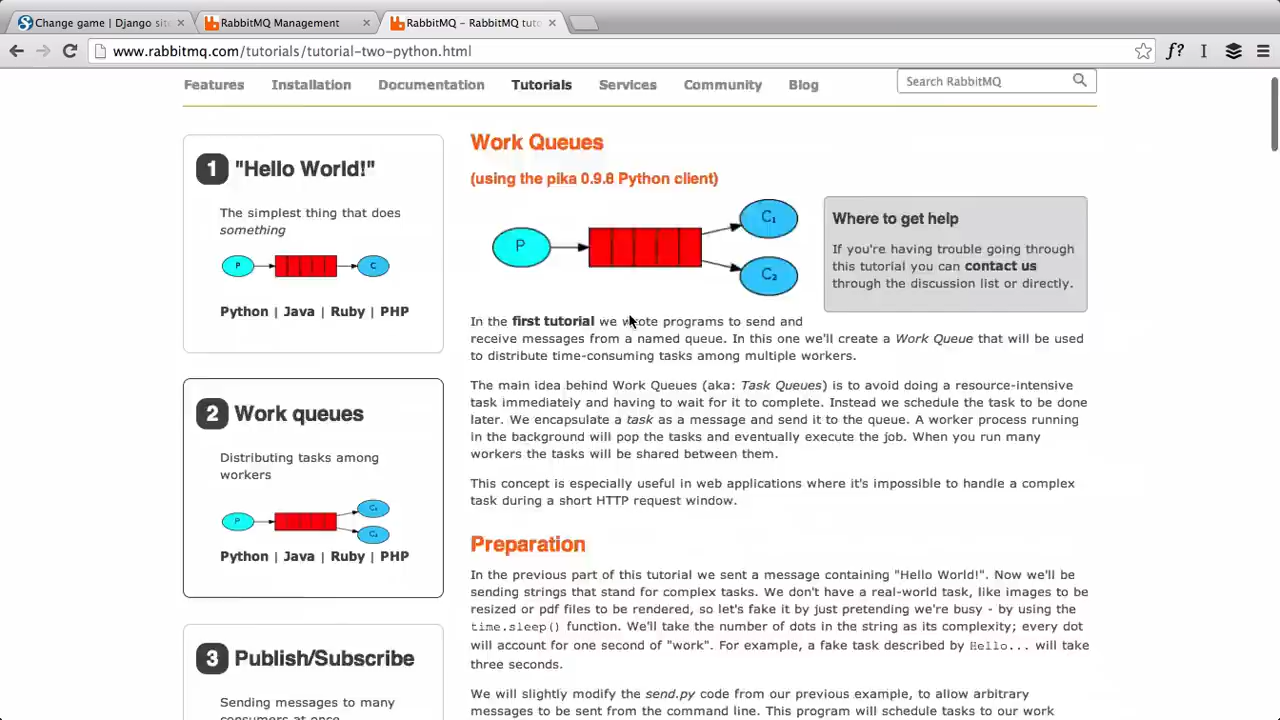 Change game | Django sit
RabbitMQ Management
RabbitMQ - RabbitMQ tuto
www.rabbitmq.com/tutorials/tutorial-two-python.html
f?
Features Installation Documentation Tutorials Services Community Blog
Search RabbitMQ
1 "Hello World!"
The simplest thing that does
something
P C
Python | Java | Ruby | PHP
2 Work queues
Distributing tasks among
workers
P C₁
C₂
Python | Java | Ruby | PHP
3 Publish/Subscribe
Sending messages to many
consumers at once
Work Queues
(using the pika 0.9.8 Python client)
P C₁
C₂
Where to get help
If you're having trouble going through
this tutorial you can contact us
through the discussion list or directly.
In the first tutorial we wrote programs to send and
receive messages from a named queue. In this one we'll create a Work Queue that will be used
to distribute time-consuming tasks among multiple workers.
The main idea behind Work Queues (aka: Task Queues) is to avoid doing a resource-intensive
task immediately and having to wait for it to complete. Instead we schedule the task to be done
later. We encapsulate a task as a message and send it to the queue. A worker process running
in the background will pop the tasks and eventually execute the job. When you run many
workers the tasks will be shared between them.
This concept is especially useful in web applications where it's impossible to handle a complex
task during a short HTTP request window.
Preparation
In the previous part of this tutorial we sent a message containing "Hello World!". Now we'll be
sending strings that stand for complex tasks. We don't have a real-world task, like images to be
resized or pdf files to be rendered, so let's fake it by just pretending we're busy - by using the
time.sleep() function. We'll take the number of dots in the string as its complexity; every dot
will account for one second of "work". For example, a fake task described by Hello... will take
three seconds.
We will slightly modify the send.py code from our previous example, to allow arbitrary
messages to be sent from the command line. This program will schedule tasks to our work